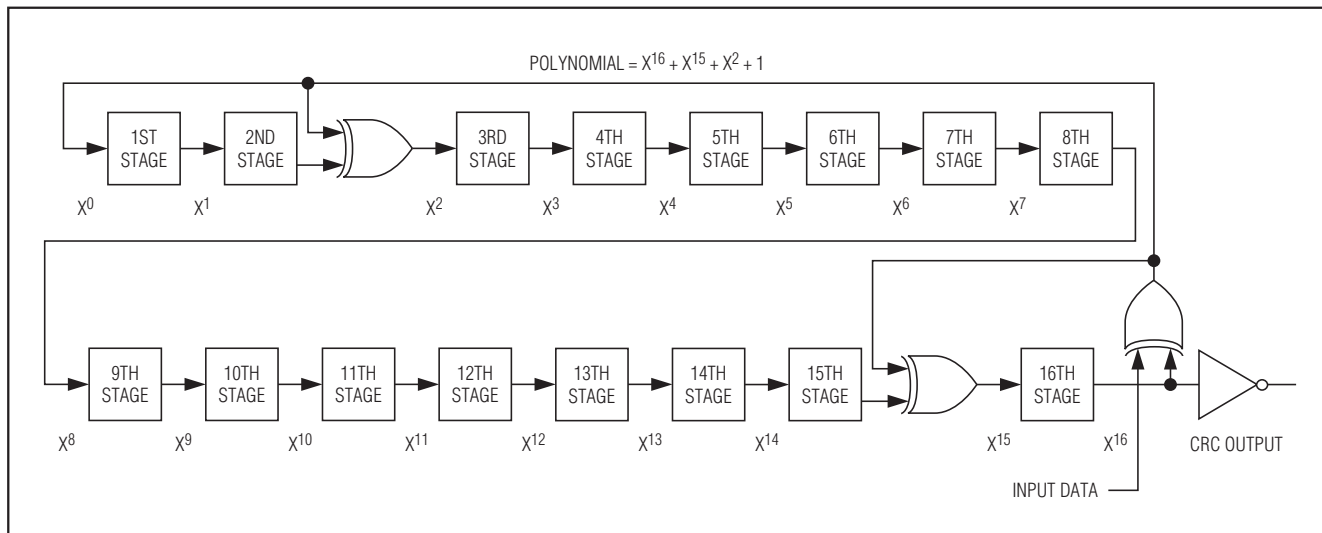 POLYNOMIAL = X¹⁶ + X¹⁵ + X² + 1
1ST
STAGE
2ND
STAGE
3RD
STAGE
4TH
STAGE
5TH
STAGE
6TH
STAGE
7TH
STAGE
8TH
STAGE
X⁰
X¹
X²
X³
X⁴
X⁵
X⁶
X⁷
9TH
STAGE
10TH
STAGE
11TH
STAGE
12TH
STAGE
13TH
STAGE
14TH
STAGE
15TH
STAGE
16TH
STAGE
X⁸
X⁹
X¹⁰
X¹¹
X¹²
X¹³
X¹⁴
X¹⁵
X¹⁶
CRC OUTPUT
INPUT DATA